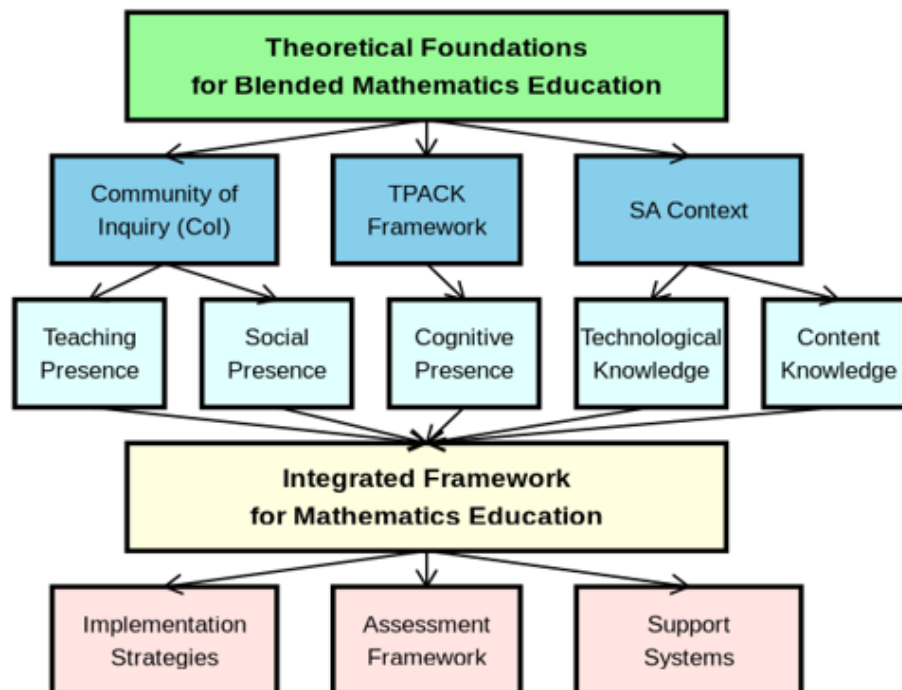 Theoretical Foundations
for Blended Mathematics Education
Community of
Inquiry (CoI)
TPACK
Framework
SA Context
Teaching
Presence
Social
Presence
Cognitive
Presence
Technological
Knowledge
Content
Knowledge
Integrated Framework
for Mathematics Education
Implementation
Strategies
Assessment
Framework
Support
Systems